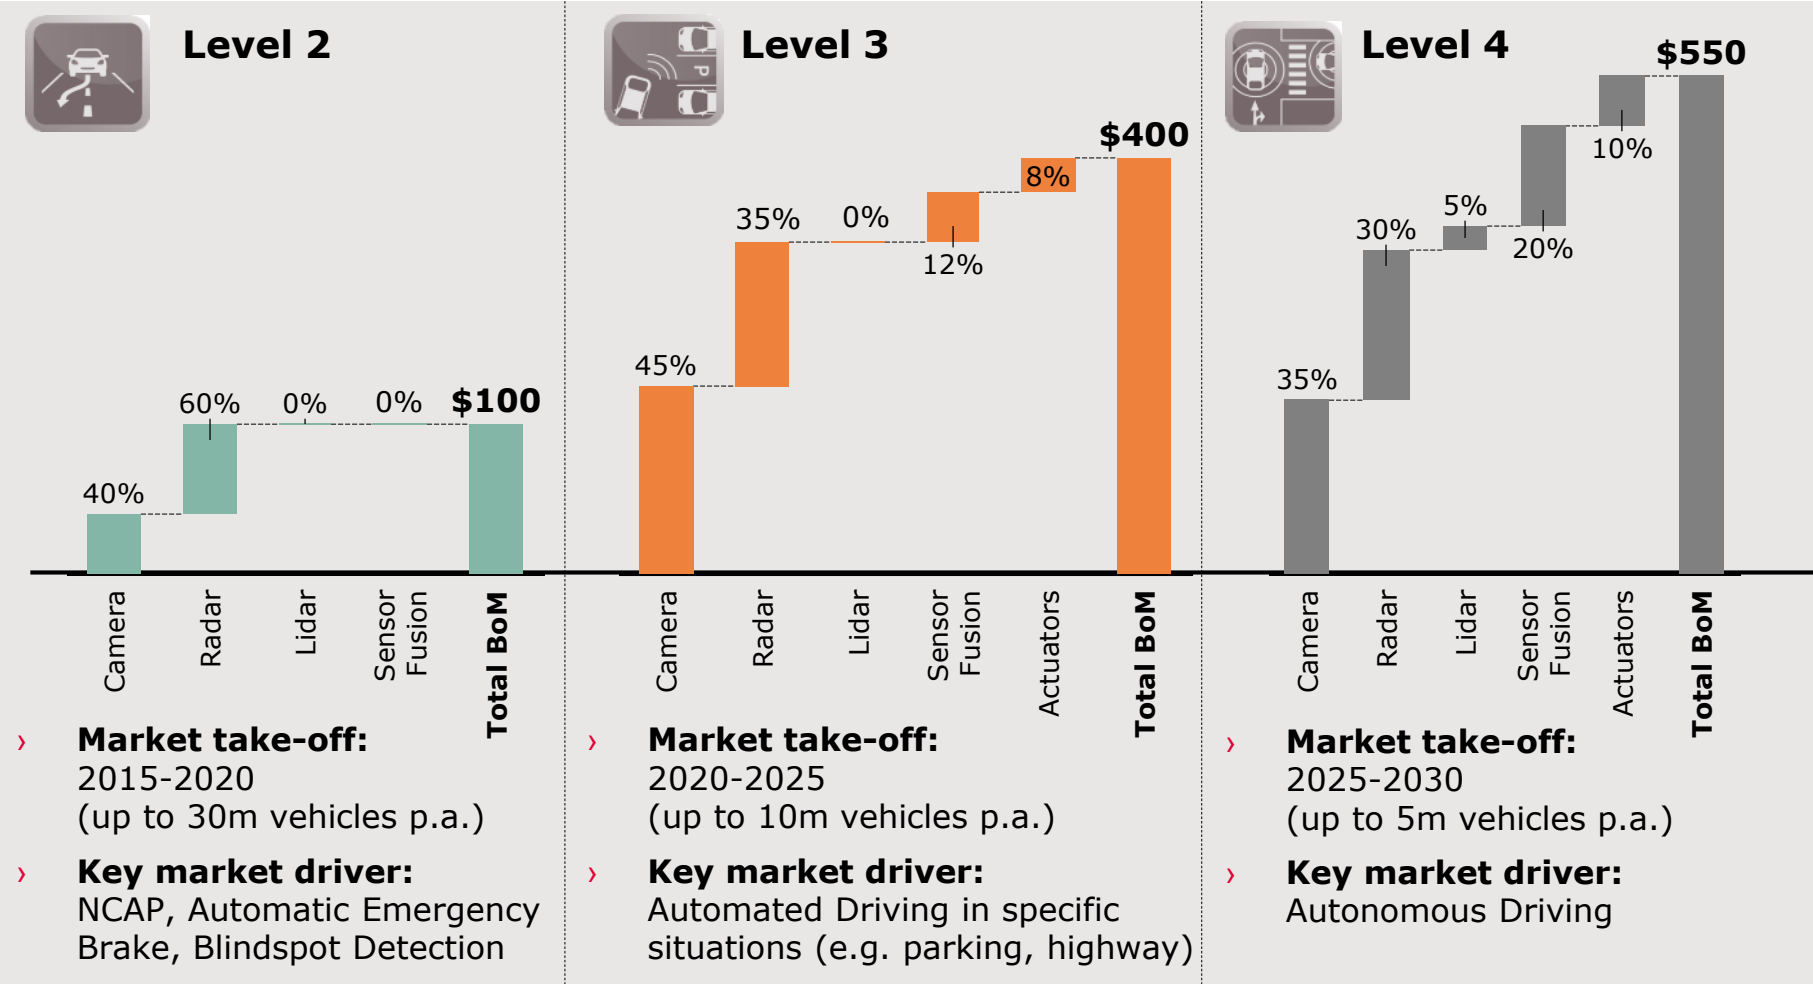 Level 2
40%
60%
0%
0%
$100
Camera
Radar
Lidar
Sensor
Fusion
Total BoM
› Market take-off:
2015-2020
(up to 30m vehicles p.a.)
› Key market driver:
NCAP, Automatic Emergency
Brake, Blindspot Detection
Level 3
P
45%
35%
0%
12%
8%
$400
Camera
Radar
Lidar
Sensor
Fusion
Actuators
Total BoM
› Market take-off:
2020-2025
(up to 10m vehicles p.a.)
› Key market driver:
Automated Driving in specific
situations (e.g. parking, highway)
Level 4
35%
30%
5%
20%
10%
$550
Camera
Radar
Lidar
Sensor
Fusion
Actuators
Total BoM
› Market take-off:
2025-2030
(up to 5m vehicles p.a.)
› Key market driver:
Autonomous Driving